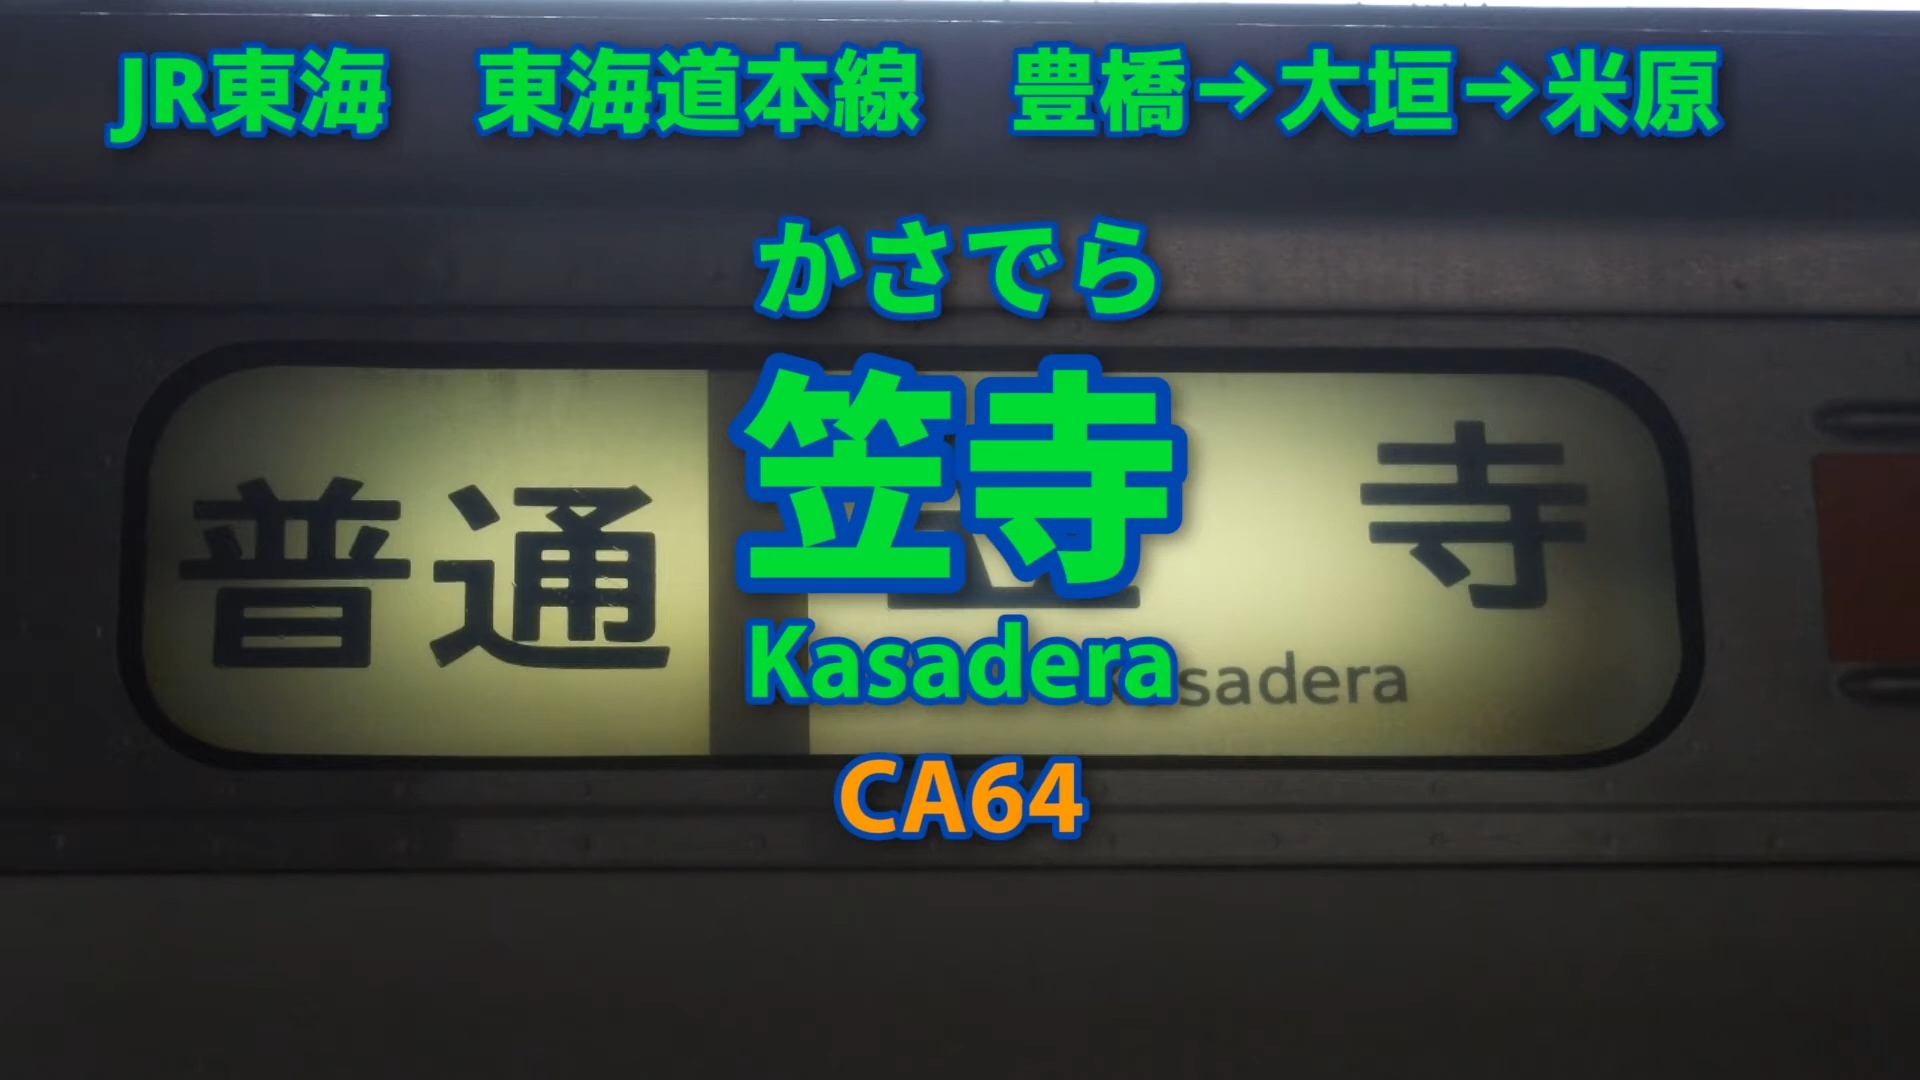 JR東海　東海道本線　豊橋→大垣→米原
かさでら
笠寺
普通
寺
Kasadera
sadera
CA64